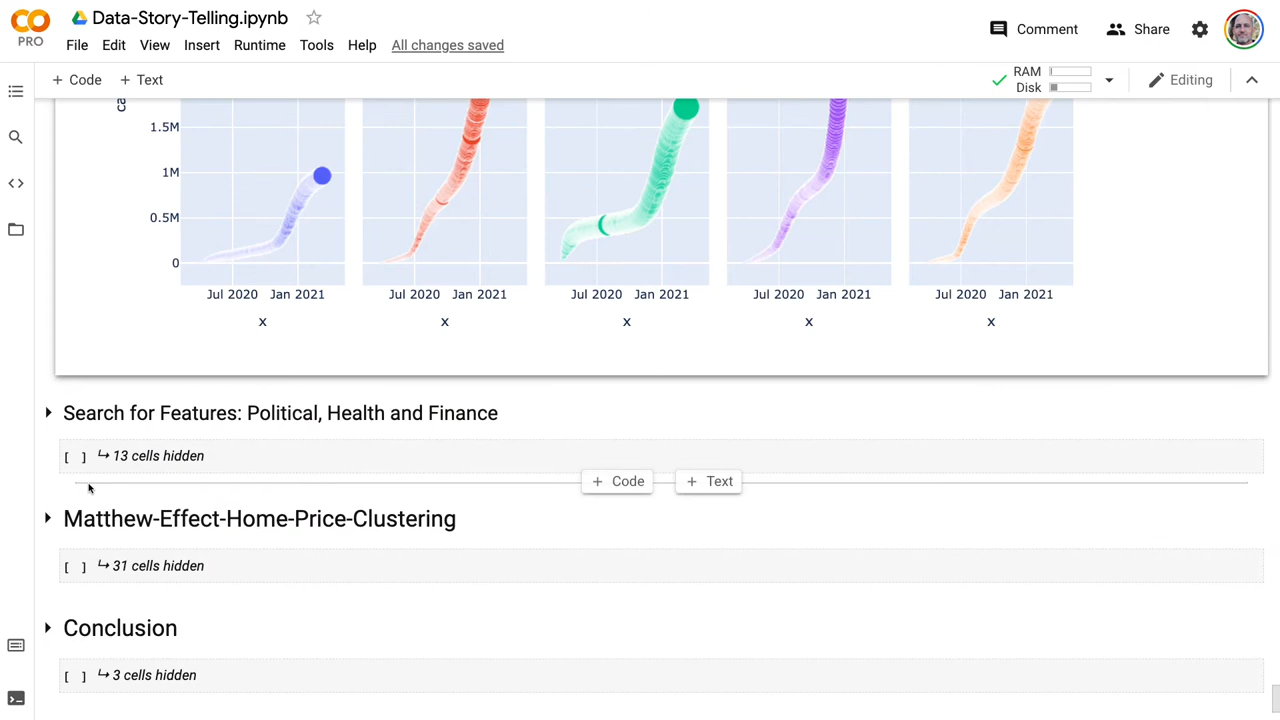 Data-Story-Telling.ipynb
PRO
File Edit View Insert Runtime Tools Help All changes saved
Comment Share
+ Code + Text
RAM
Disk
Editing
1.5M
1M
0.5M
0
Jul 2020 Jan 2021 Jul 2020 Jan 2021 Jul 2020 Jan 2021 Jul 2020 Jan 2021 Jul 2020 Jan 2021
x x x x x
Search for Features: Political, Health and Finance
[ ] ↳ 13 cells hidden
+ Code + Text
Matthew-Effect-Home-Price-Clustering
[ ] ↳ 31 cells hidden
Conclusion
[ ] ↳ 3 cells hidden